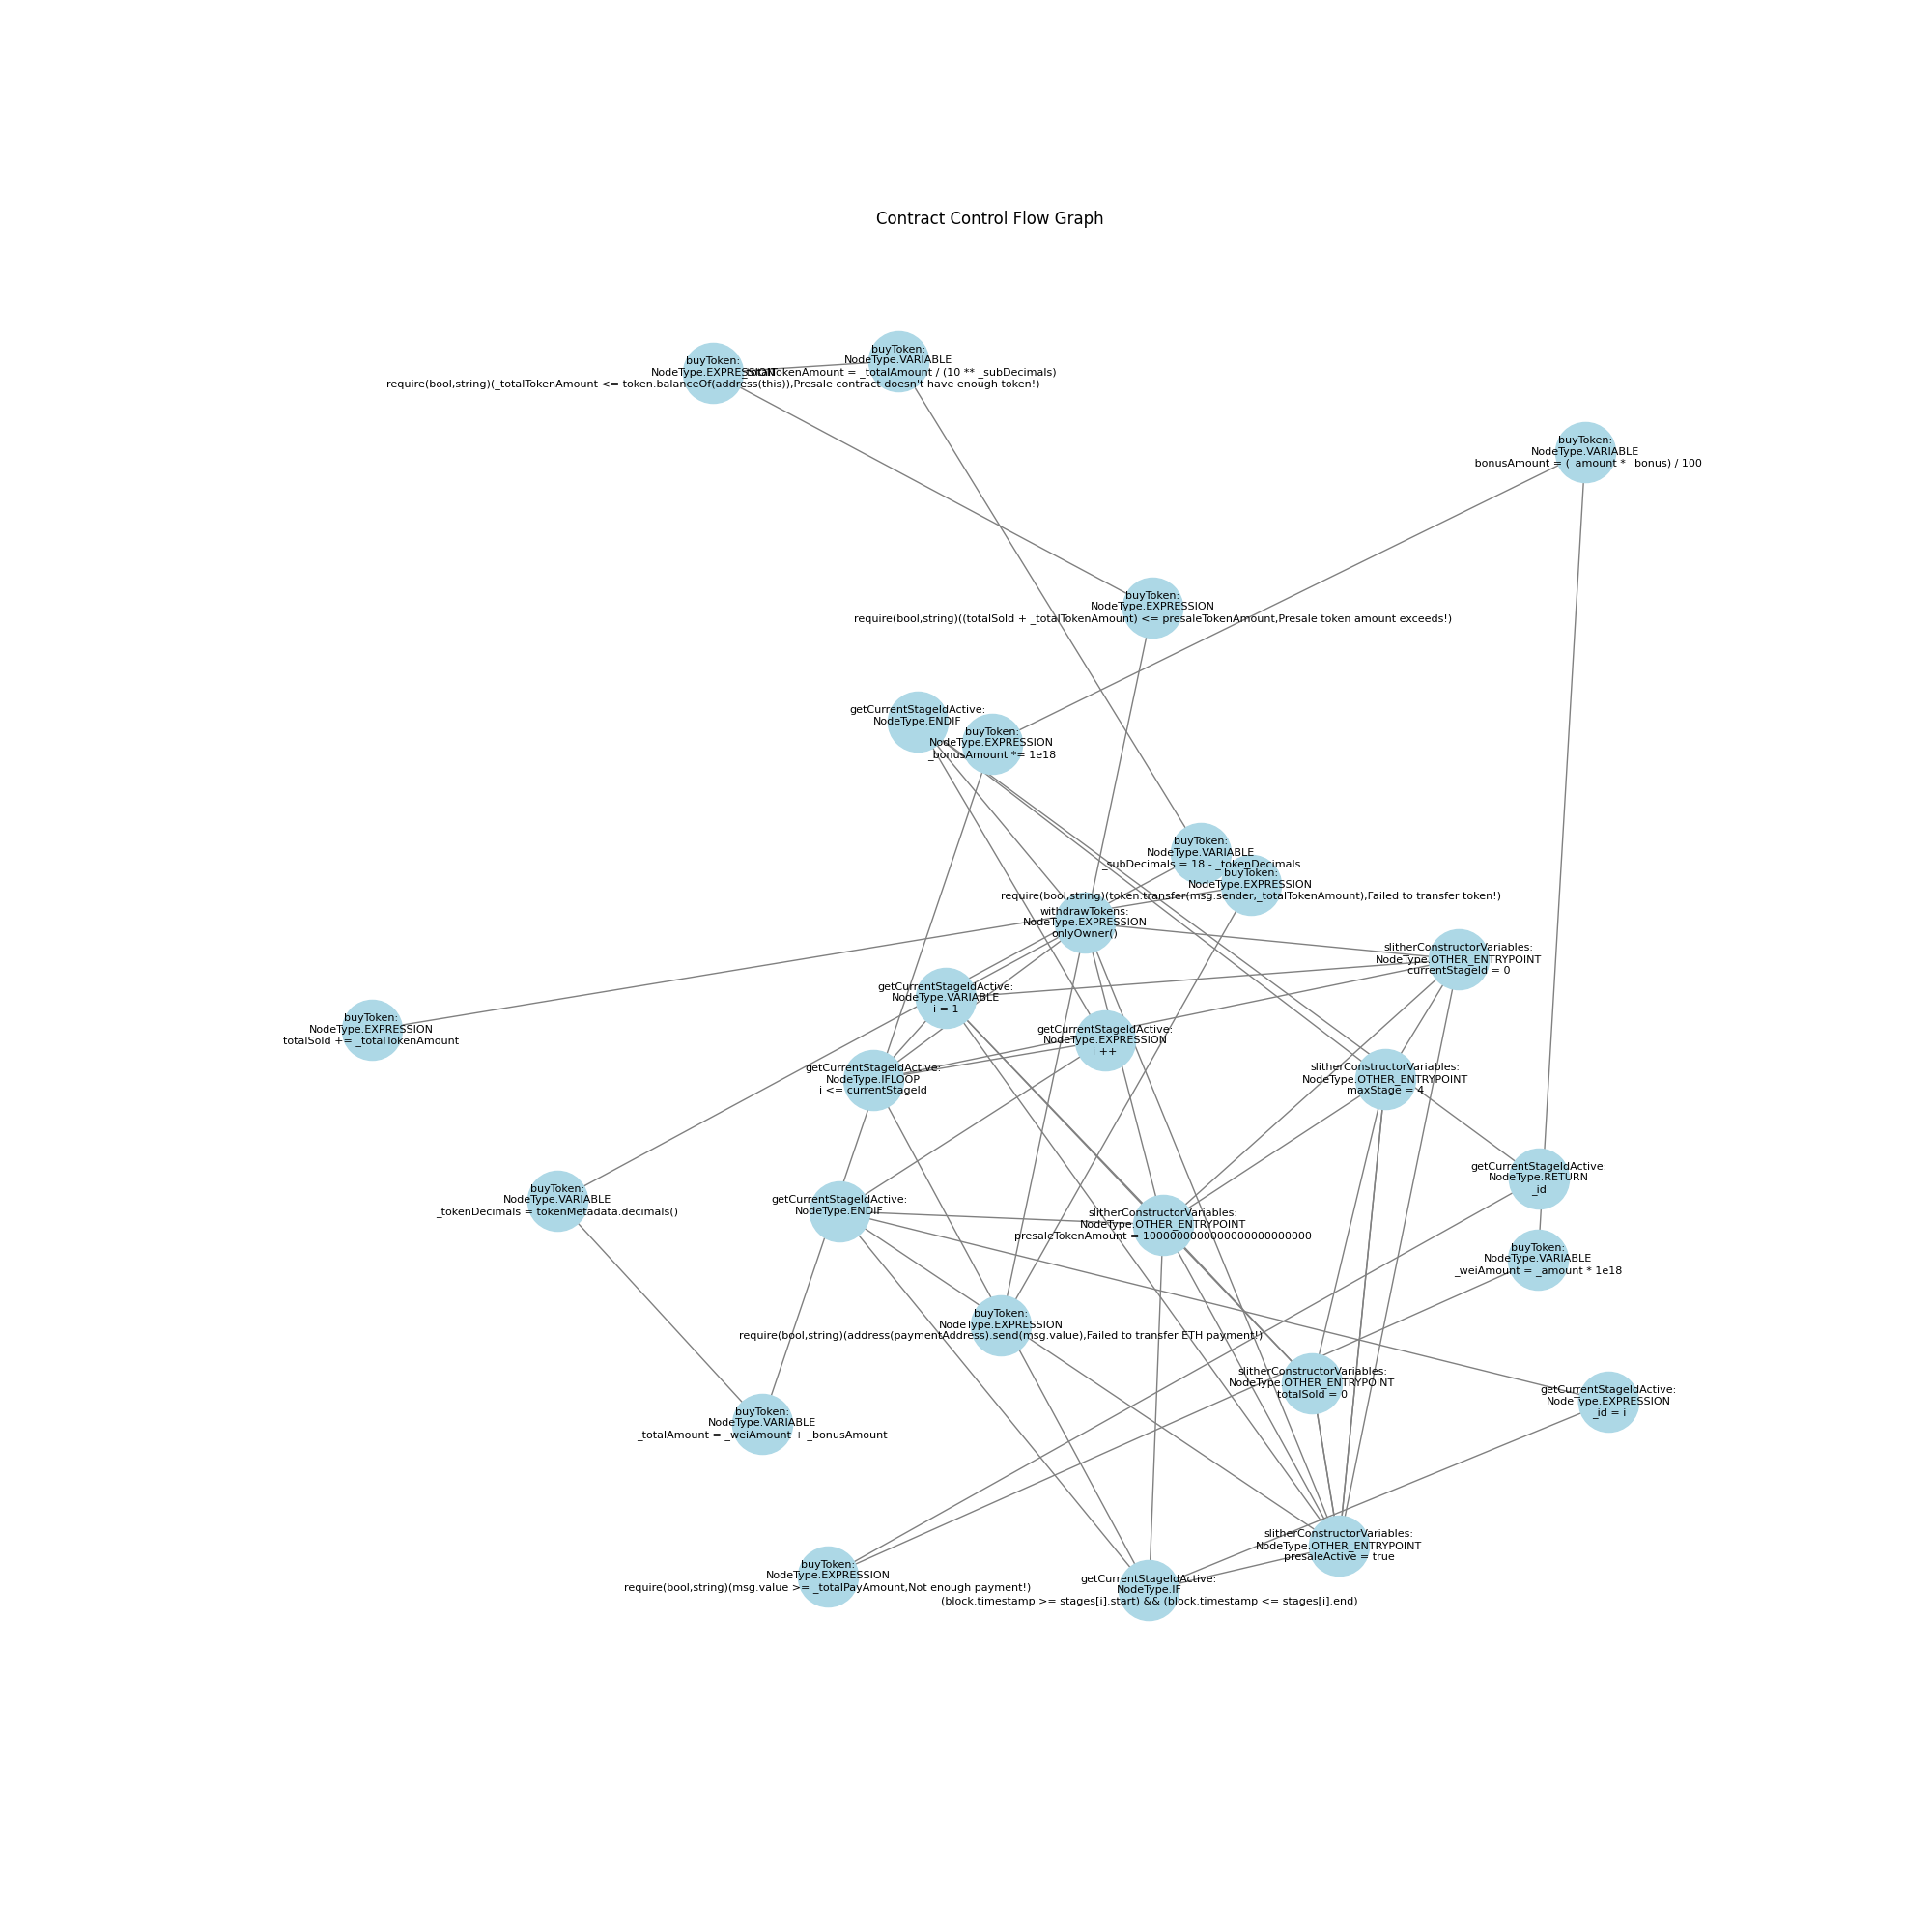 Contract Control Flow Graph
buyToken:
NodeType.VARIABLE
_totalTokenAmount = _totalAmount / (10 ** _subDecimals)
buyToken:
NodeType.EXPRESSION
require(bool,string)(_totalTokenAmount <= token.balanceOf(address(this)),Presale contract doesn't have enough token!)
buyToken:
NodeType.VARIABLE
_bonusAmount = (_amount * _bonus) / 100
buyToken:
NodeType.EXPRESSION
require(bool,string)((totalSold + _totalTokenAmount) <= presaleTokenAmount,Presale token amount exceeds!)
getCurrentStageIdActive:
NodeType.ENDIF
buyToken:
NodeType.EXPRESSION
_bonusAmount *= 1e18
buyToken:
NodeType.VARIABLE
_subDecimals = 18 - _tokenDecimals
buyToken:
NodeType.EXPRESSION
require(bool,string)(token.transfer(msg.sender,_totalTokenAmount),Failed to transfer token!)
withdrawTokens:
NodeType.EXPRESSION
onlyOwner()
slitherConstructorVariables:
NodeType.OTHER_ENTRYPOINT
currentStageId = 0
getCurrentStageIdActive:
NodeType.VARIABLE
i = 1
buyToken:
NodeType.EXPRESSION
totalSold += _totalTokenAmount
getCurrentStageIdActive:
NodeType.EXPRESSION
i ++
getCurrentStageIdActive:
NodeType.IFLOOP
i <= currentStageId
slitherConstructorVariables:
NodeType.OTHER_ENTRYPOINT
maxStage = 4
getCurrentStageIdActive:
NodeType.RETURN
_id
buyToken:
NodeType.VARIABLE
_tokenDecimals = tokenMetadata.decimals()
getCurrentStageIdActive:
NodeType.ENDIF
slitherConstructorVariables:
NodeType.OTHER_ENTRYPOINT
buyToken:
NodeType.VARIABLE
_weiAmount = _amount * 1e18
buyToken:
NodeType.EXPRESSION
require(bool,string)(address(paymentAddress).send(msg.value),Failed to transfer ETH payment!)
slitherConstructorVariables:
NodeType.OTHER_ENTRYPOINT
totalSold = 0
getCurrentStageIdActive:
NodeType.EXPRESSION
_id = i
buyToken:
NodeType.VARIABLE
_totalAmount = _weiAmount + _bonusAmount
slitherConstructorVariables:
NodeType.OTHER_ENTRYPOINT
presaleActive = true
buyToken:
NodeType.EXPRESSION
require(bool,string)(msg.value >= _totalPayAmount,Not enough payment!)
getCurrentStageIdActive:
NodeType.IF
(block.timestamp >= stages[i].start) && (block.timestamp <= stages[i].end)